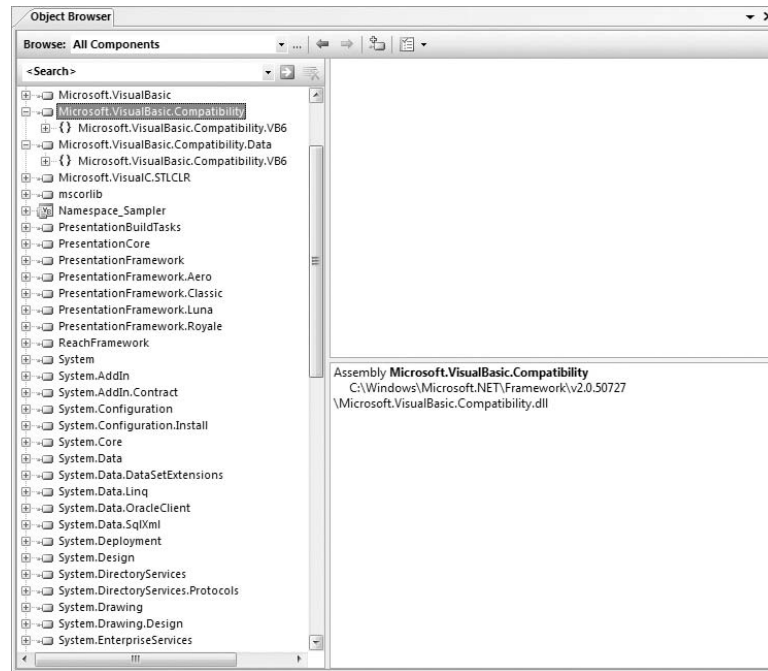 Object Browser
Browse: All Components
...
<Search>
Microsoft.VisualBasic
Microsoft.VisualBasic.Compatibility
{} Microsoft.VisualBasic.Compatibility.VB6
Microsoft.VisualBasic.Compatibility.Data
{} Microsoft.VisualBasic.Compatibility.VB6
Microsoft.VisualC.STLCLR
mscorlib
Namespace_Sampler
PresentationBuildTasks
PresentationCore
PresentationFramework
PresentationFramework.Aero
PresentationFramework.Classic
PresentationFramework.Luna
PresentationFramework.Royale
ReachFramework
System
System.AddIn
System.AddIn.Contract
System.Configuration
System.Configuration.Install
System.Core
System.Data
System.Data.DataSetExtensions
System.Data.Linq
System.Data.OracleClient
System.Data.SqlXml
System.Deployment
System.Design
System.DirectoryServices
System.DirectoryServices.Protocols
System.Drawing
System.Drawing.Design
System.EnterpriseServices
Assembly Microsoft.VisualBasic.Compatibility
C:\Windows\Microsoft.NET\Framework\v2.0.50727
\Microsoft.VisualBasic.Compatibility.dll